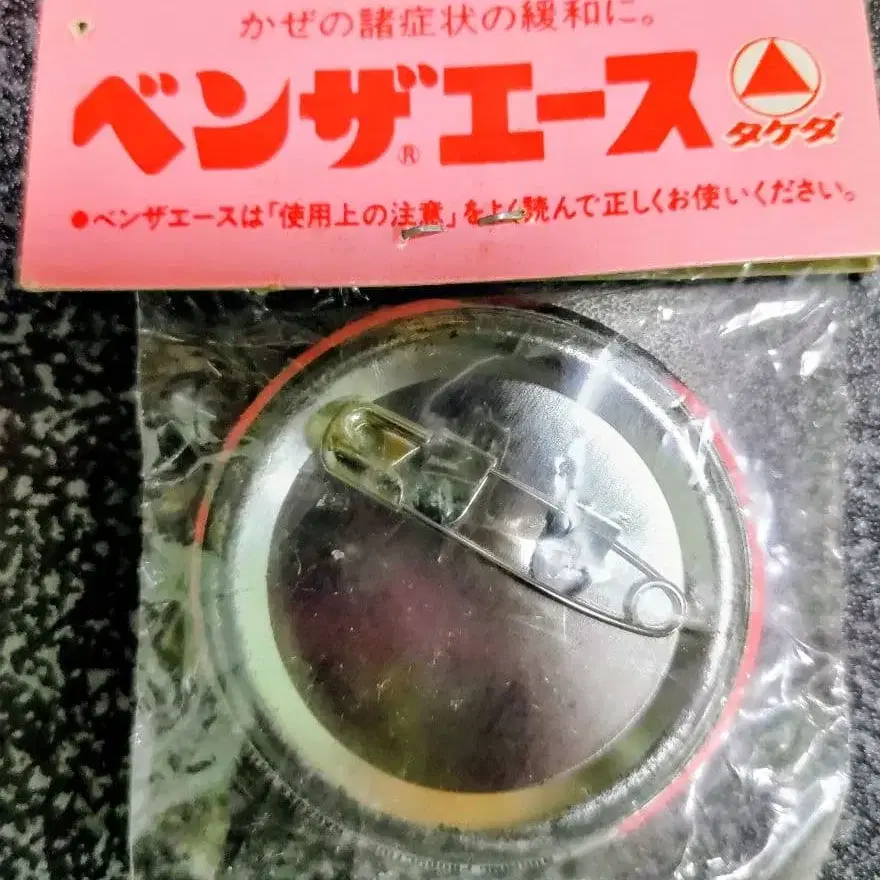 かぜの諸症状の緩和に。
ベンザ®エース
タケダ
●ベンザエースは「使用上の注意」をよく読んで正しくお使いください。